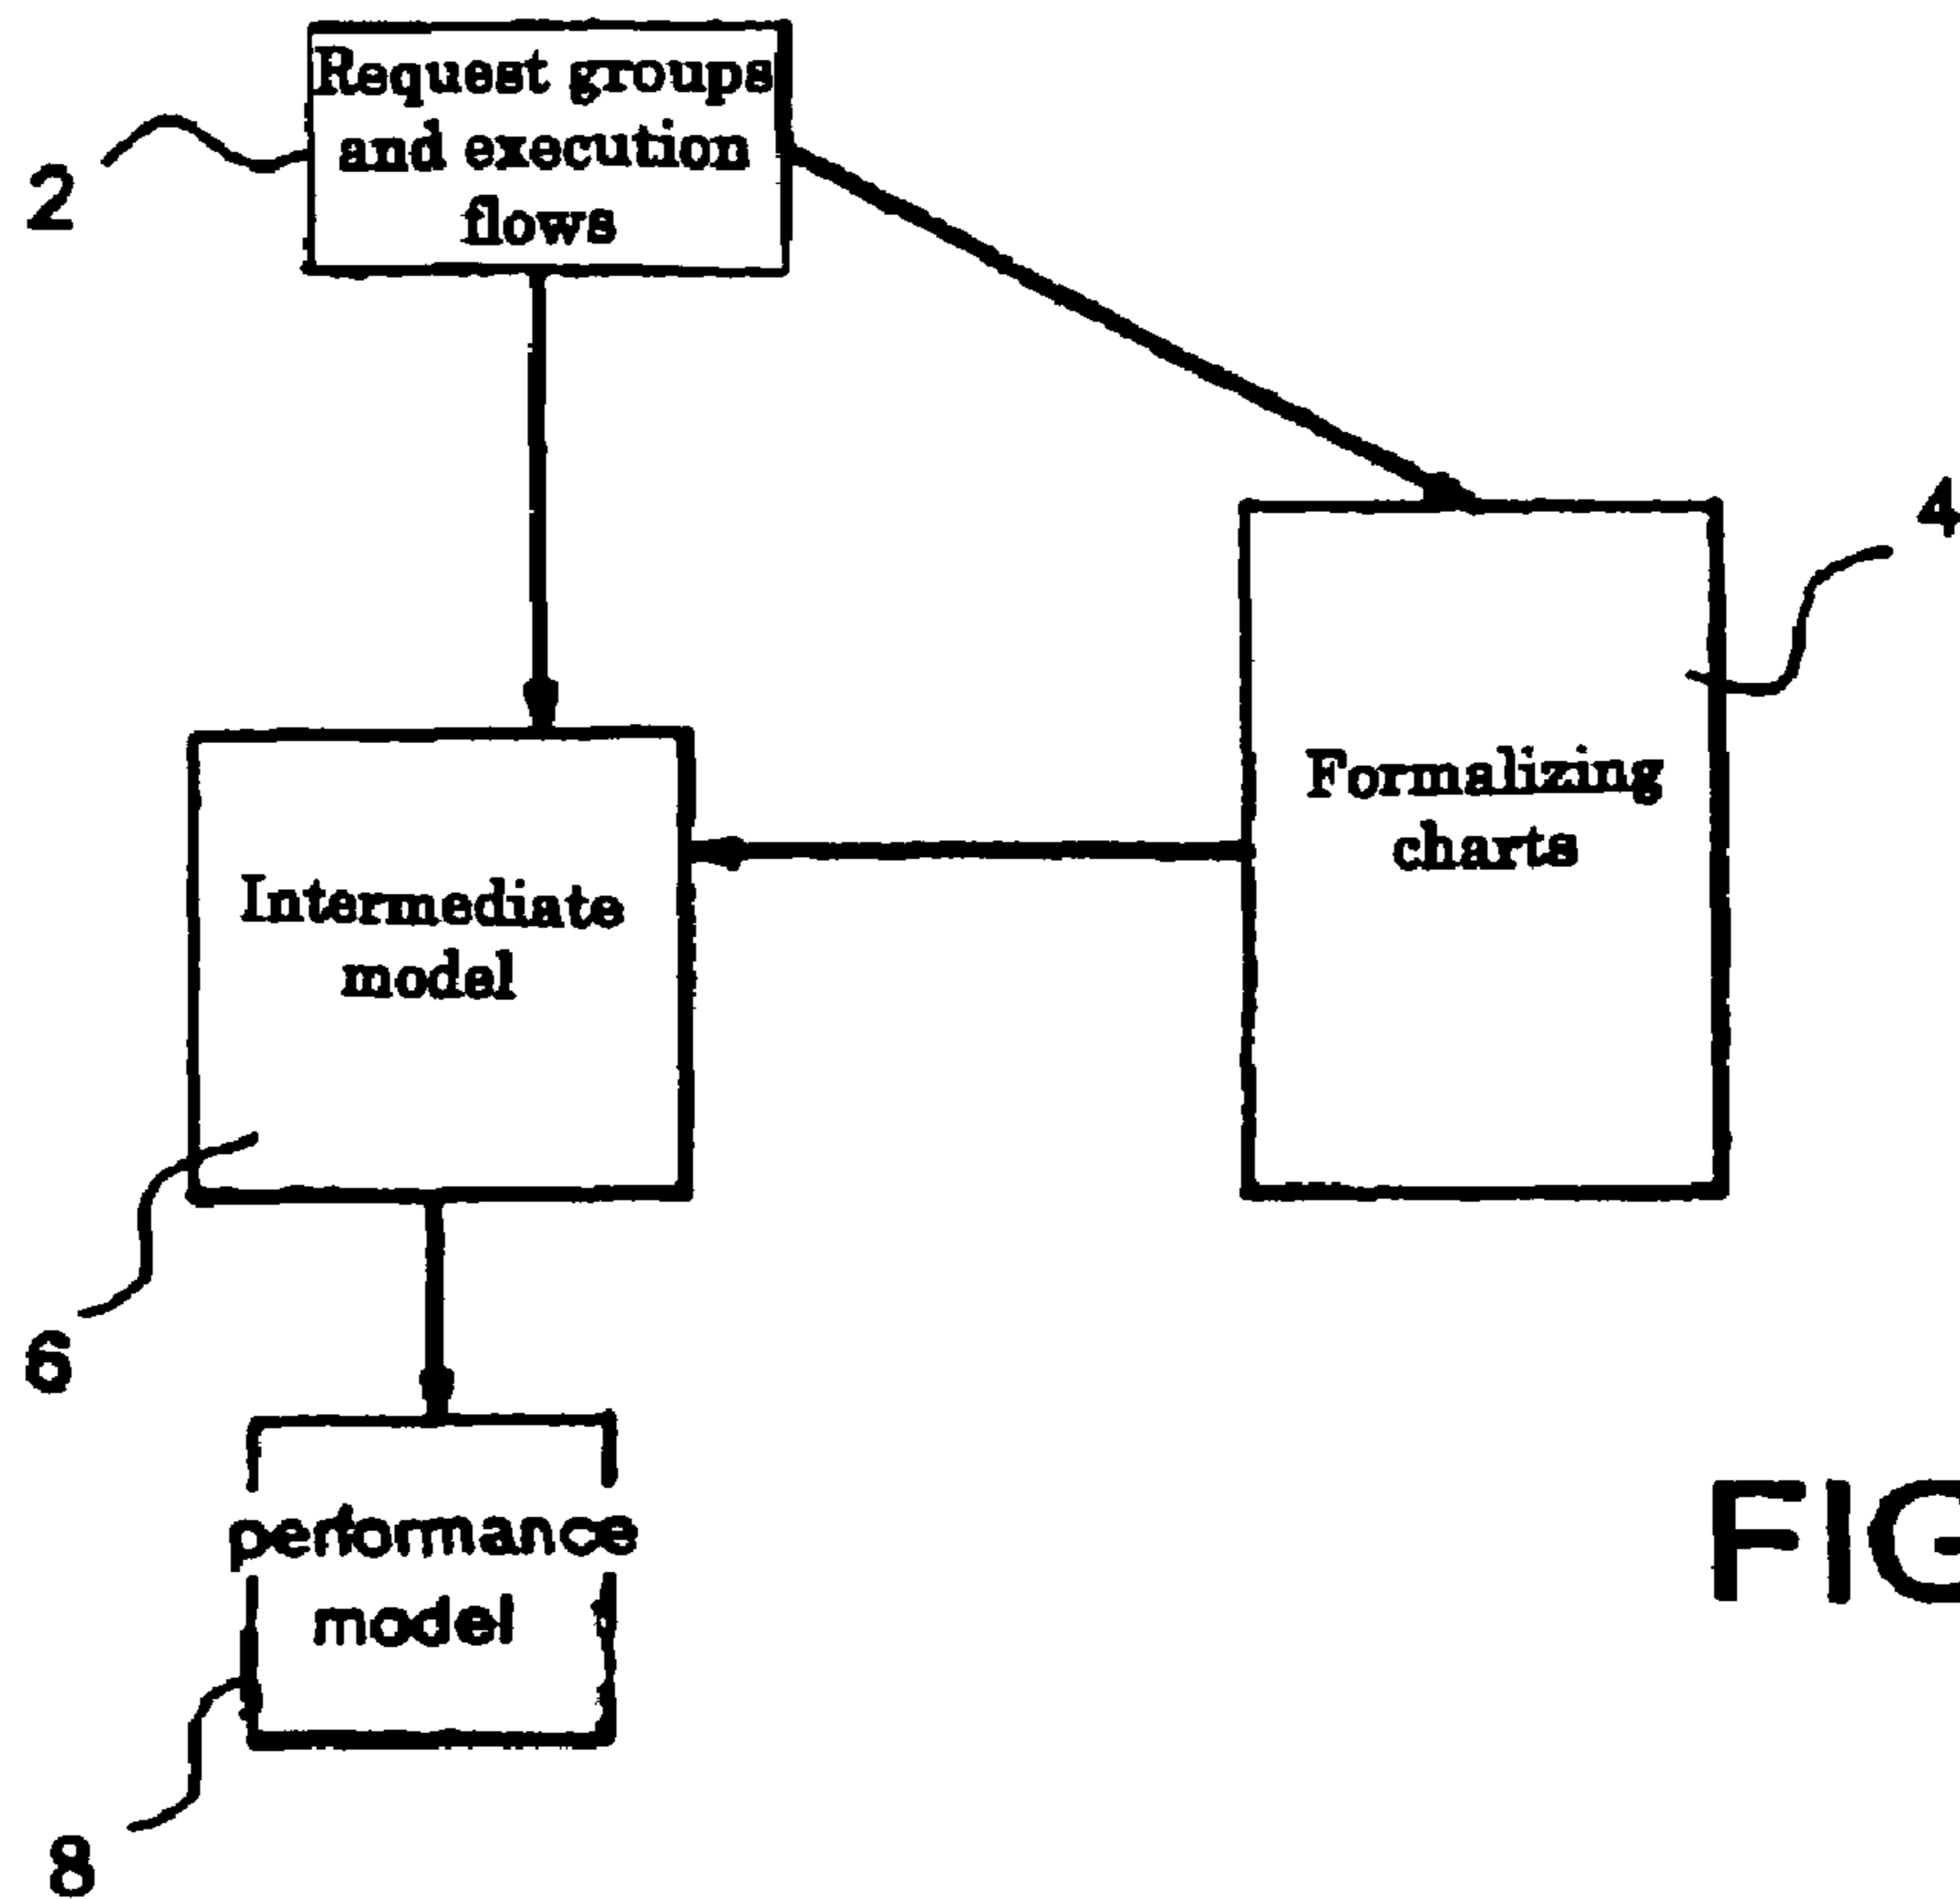 Request groups
and execution
flows
2
4
Formalizing
charts
Intermediate
model
6
performance
model
8
FIG